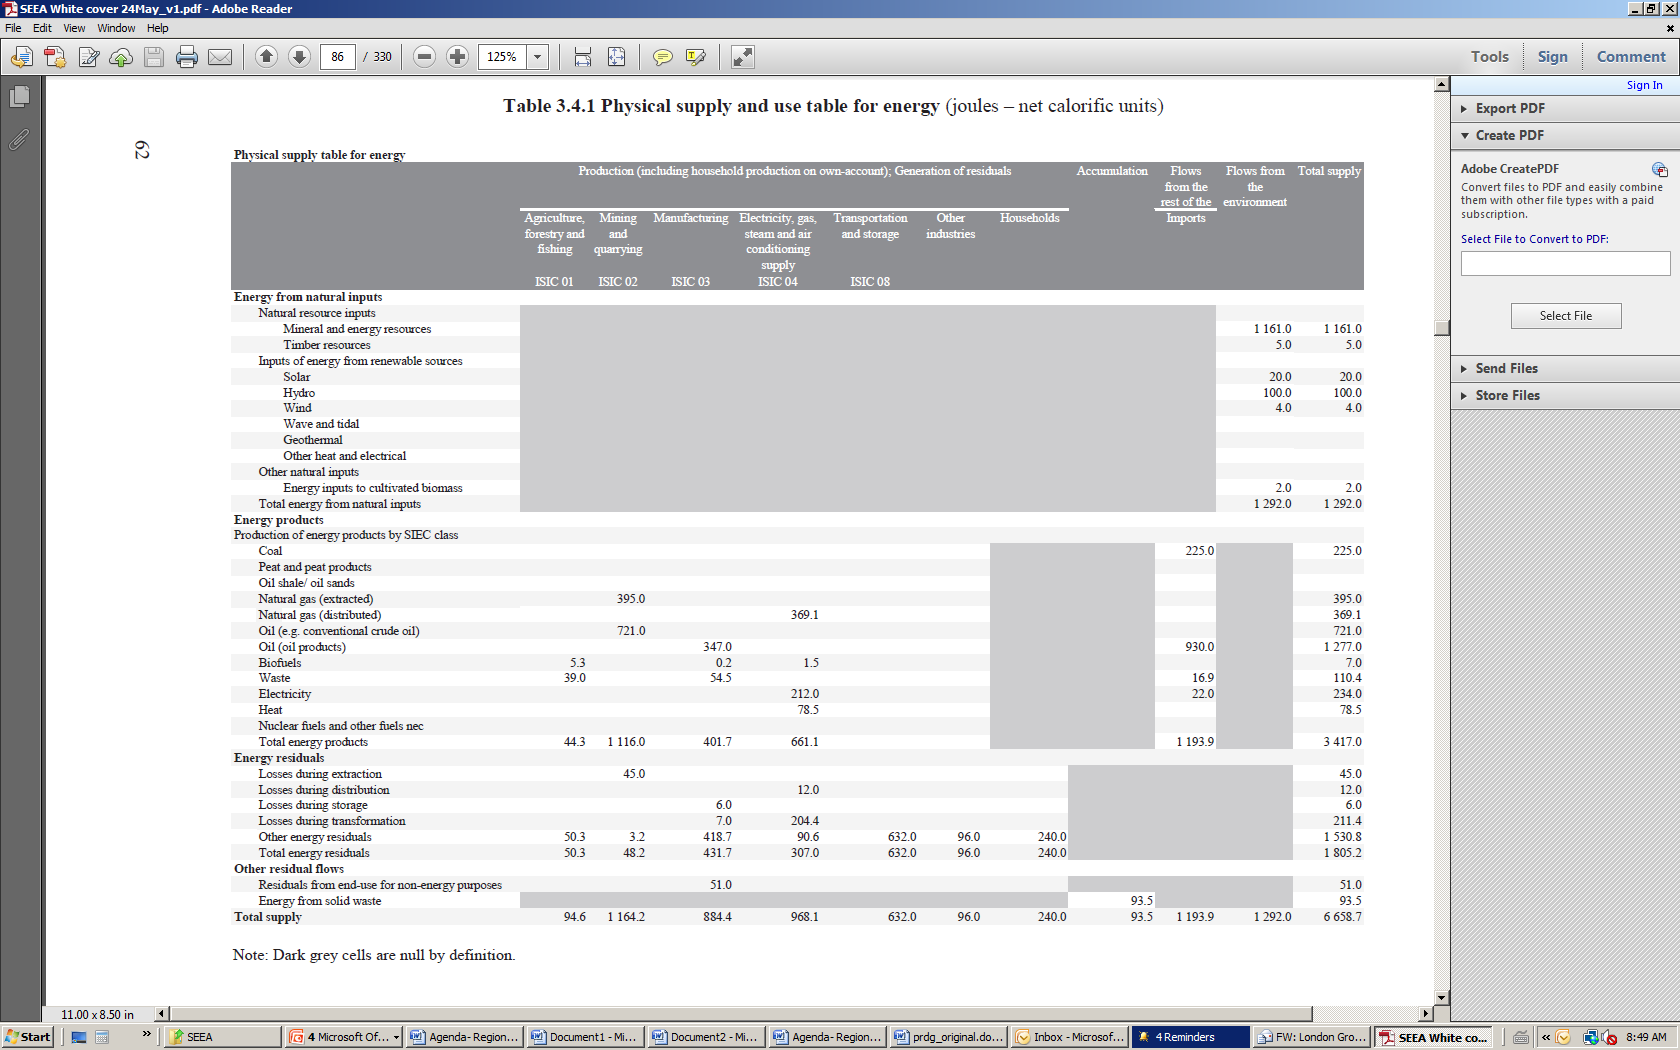 SEEA White cover 24May_v1.pdf - Adobe Reader
File Edit View Window Help
86 / 330 125% Tools Sign Comment
Sign In
Export PDF
Create PDF
Adobe CreatePDF
Convert files to PDF and easily combine
them with other file types with a paid
subscription.
Select File to Convert to PDF:
Select File
Send Files
Store Files
62
Table 3.4.1 Physical supply and use table for energy (joules – net calorific units)
Physical supply table for energy
Production (including household production on own-account); Generation of residuals Accumulation Flows from the rest of the Flows from the environment Total supply
Agriculture, forestry and fishing Mining and quarrying Manufacturing Electricity, gas, steam and air conditioning supply Transportation and storage Other industries Households Imports
ISIC 01 ISIC 02 ISIC 03 ISIC 04 ISIC 08
Energy from natural inputs
Natural resource inputs
Mineral and energy resources 1 161.0 1 161.0
Timber resources 5.0 5.0
Inputs of energy from renewable sources
Solar 20.0 20.0
Hydro 100.0 100.0
Wind 4.0 4.0
Wave and tidal
Geothermal
Other heat and electrical
Other natural inputs
Energy inputs to cultivated biomass 2.0 2.0
Total energy from natural inputs 1 292.0 1 292.0
Energy products
Production of energy products by SIEC class
Coal 225.0 225.0
Peat and peat products
Oil shale/ oil sands
Natural gas (extracted) 395.0 395.0
Natural gas (distributed) 369.1 369.1
Oil (e.g. conventional crude oil) 721.0 721.0
Oil (oil products) 347.0 930.0 1 277.0
Biofuels 5.3 0.2 1.5 7.0
Waste 39.0 54.5 16.9 110.4
Electricity 212.0 22.0 234.0
Heat 78.5 78.5
Nuclear fuels and other fuels nec
Total energy products 44.3 1 116.0 401.7 661.1 1 193.9 3 417.0
Energy residuals
Losses during extraction 45.0 45.0
Losses during distribution 12.0 12.0
Losses during storage 6.0 6.0
Losses during transformation 7.0 204.4 211.4
Other energy residuals 50.3 3.2 418.7 90.6 632.0 96.0 240.0 1 530.8
Total energy residuals 50.3 48.2 431.7 307.0 632.0 96.0 240.0 1 805.2
Other residual flows
Residuals from end-use for non-energy purposes 51.0 51.0
Energy from solid waste 93.5 93.5
Total supply 94.6 1 164.2 884.4 968.1 632.0 96.0 240.0 93.5 1 193.9 1 292.0 6 658.7
Note: Dark grey cells are null by definition.
11.00 x 8.50 in
Start » SEEA 4 Microsoft Of... Agenda- Region... Document1 - Mi... Document2 - Mi... Agenda- Region... prdg_original.do... Inbox - Microsof... 4 Reminders FW: London Gro... SEEA White co... « 8:49 AM